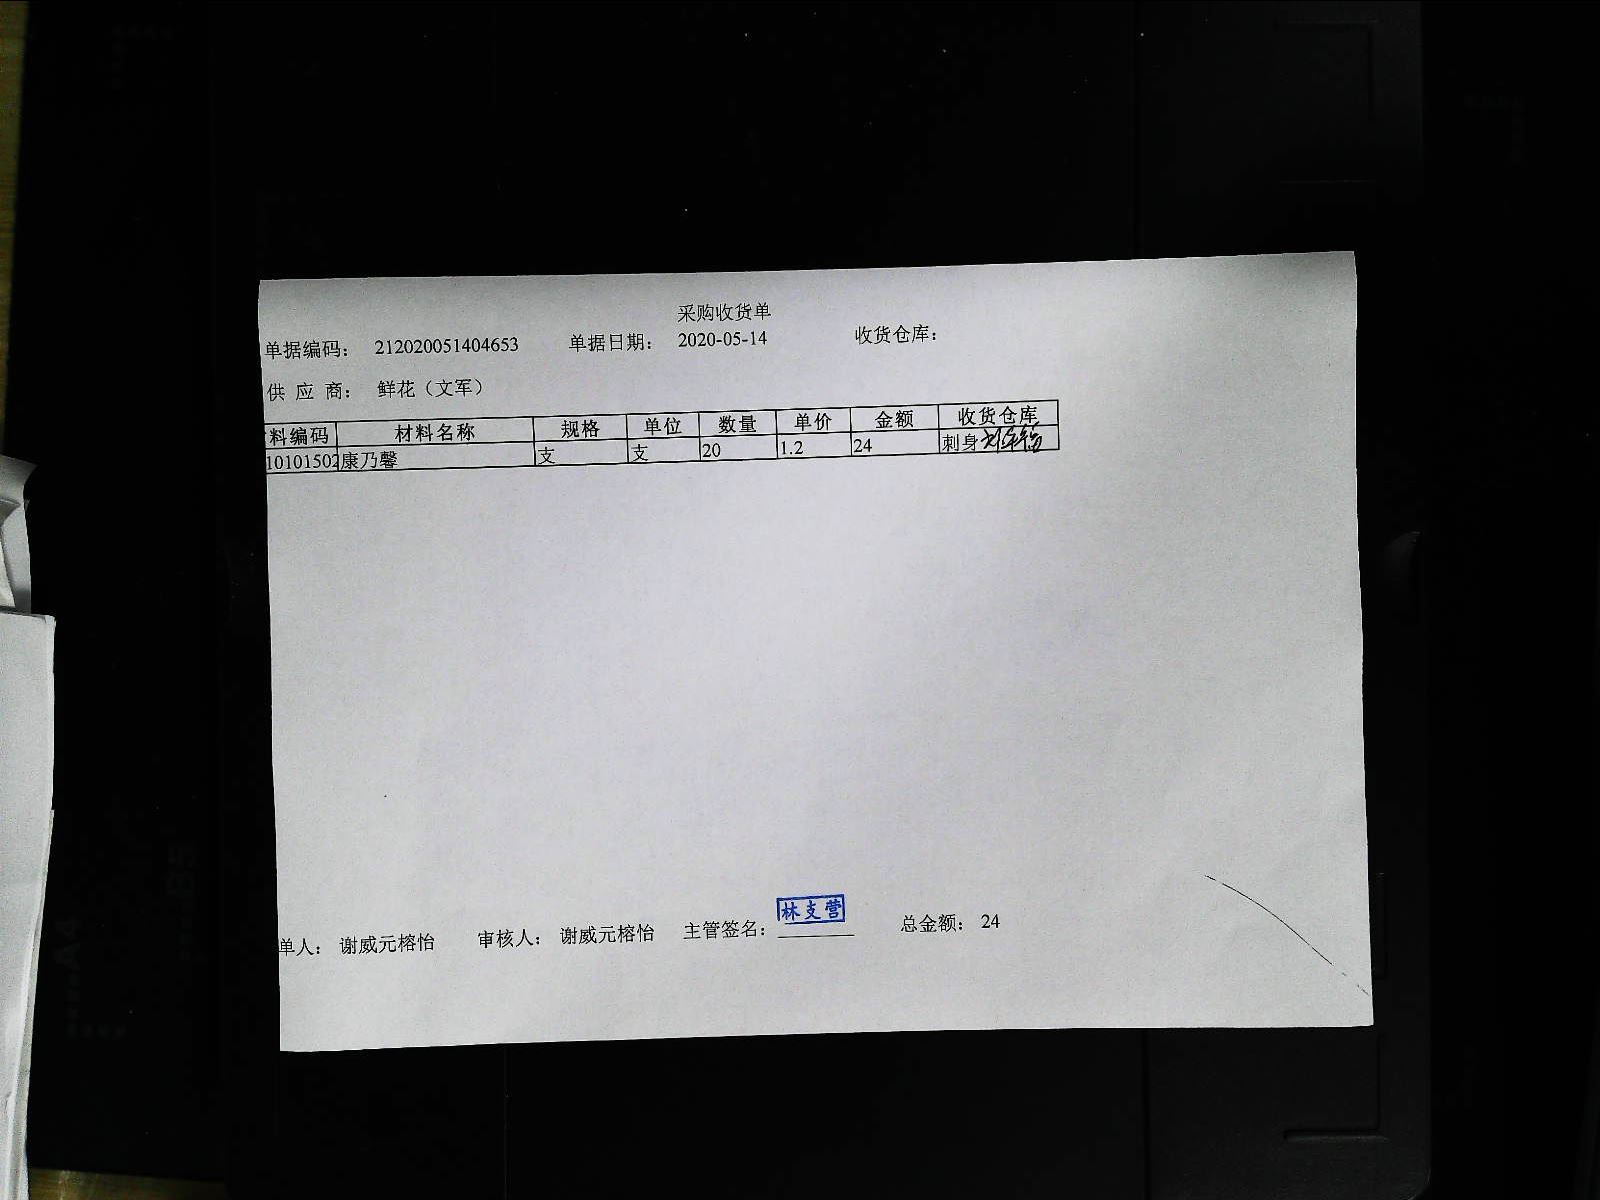 采购收货单
单据编码： 212020051404653 单据日期： 2020-05-14 收货仓库：
供 应 商： 鲜花（文军）
料编码 材料名称 规格 单位 数量 单价 金额 收货仓库
10101502 康乃馨 支 支 20 1.2 24 刺身
单人： 谢威元榕怡 审核人： 谢威元榕怡 主管签名： 林支营 总金额： 24